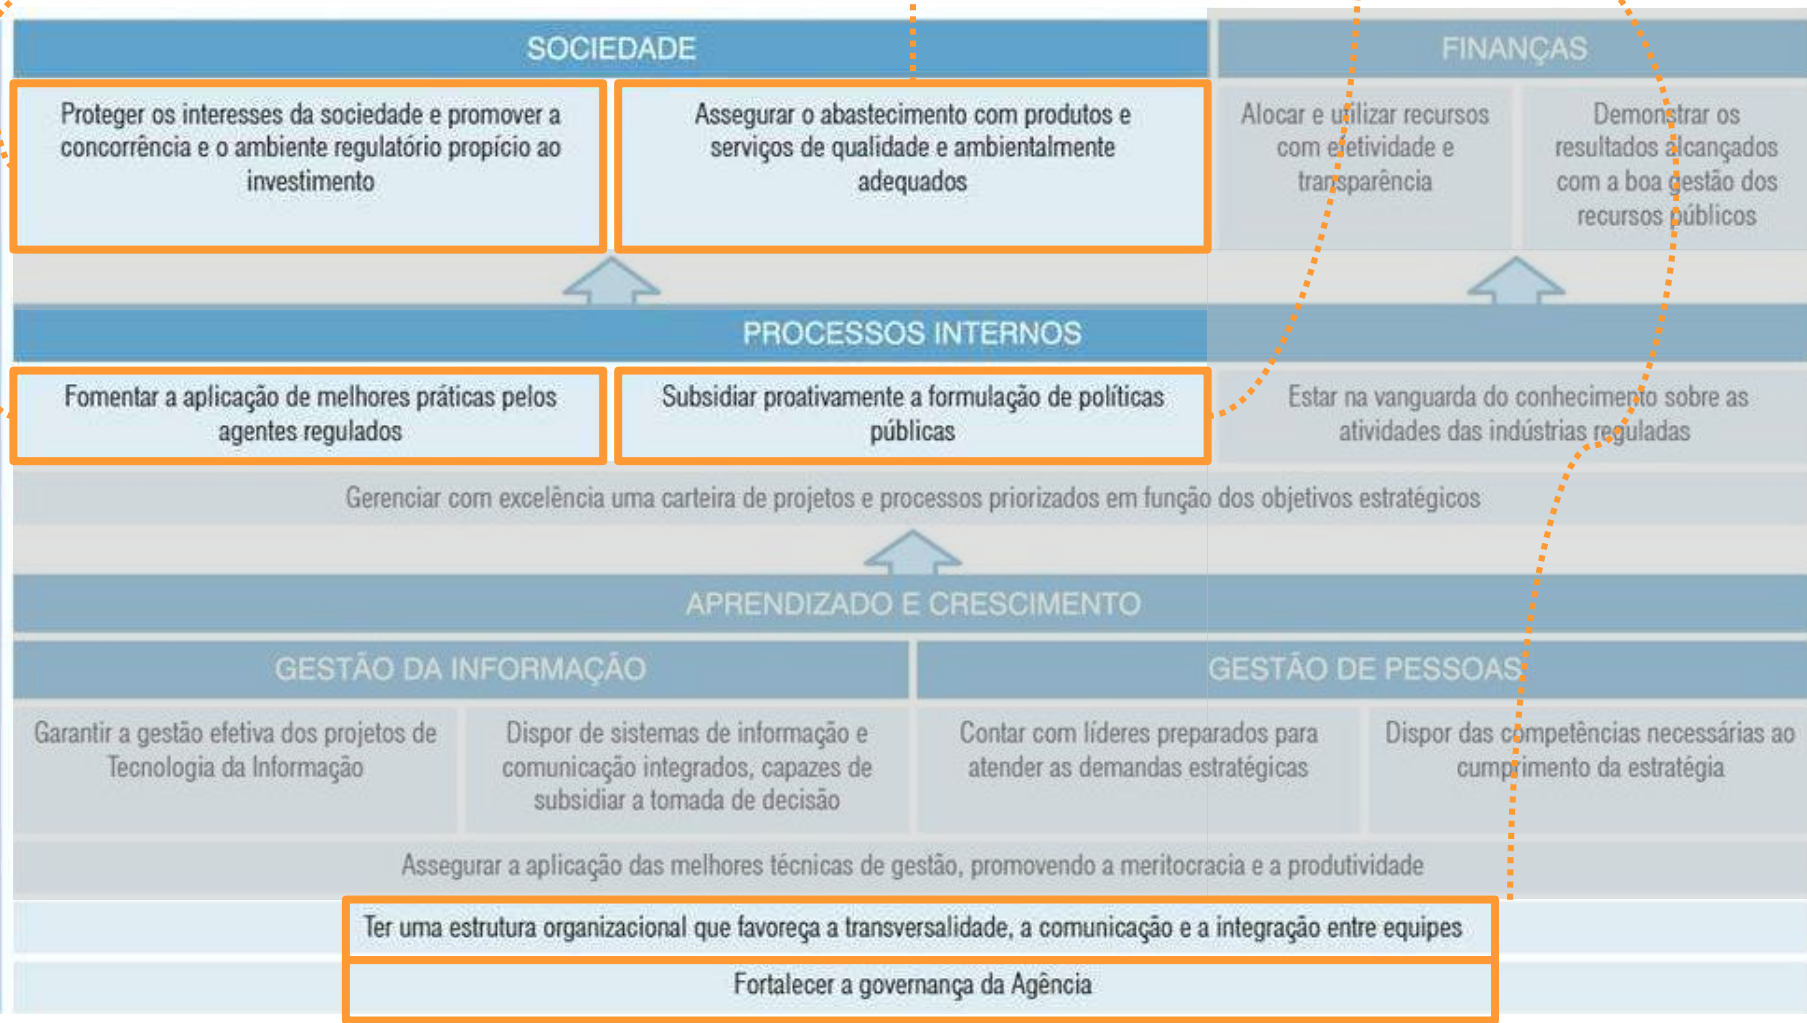 SOCIEDADE
FINANÇAS
Proteger os interesses da sociedade e promover a
concorrência e o ambiente regulatório propício ao
investimento
Assegurar o abastecimento com produtos e
serviços de qualidade e ambientalmente
adequados
Alocar e utilizar recursos
com efetividade e
transparência
Demonstrar os
resultados alcançados
com a boa gestão dos
recursos públicos
PROCESSOS INTERNOS
Fomentar a aplicação de melhores práticas pelos
agentes regulados
Subsidiar proativamente a formulação de políticas
públicas
Estar na vanguarda do conhecimento sobre as
atividades das indústrias reguladas
Gerenciar com excelência uma carteira de projetos e processos priorizados em função dos objetivos estratégicos
APRENDIZADO E CRESCIMENTO
GESTÃO DA INFORMAÇÃO
GESTÃO DE PESSOAS
Garantir a gestão efetiva dos projetos de
Tecnologia da Informação
Dispor de sistemas de informação e
comunicação integrados, capazes de
subsidiar a tomada de decisão
Contar com líderes preparados para
atender as demandas estratégicas
Dispor das competências necessárias ao
cumprimento da estratégia
Assegurar a aplicação das melhores técnicas de gestão, promovendo a meritocracia e a produtividade
Ter uma estrutura organizacional que favoreça a transversalidade, a comunicação e a integração entre equipes
Fortalecer a governança da Agência